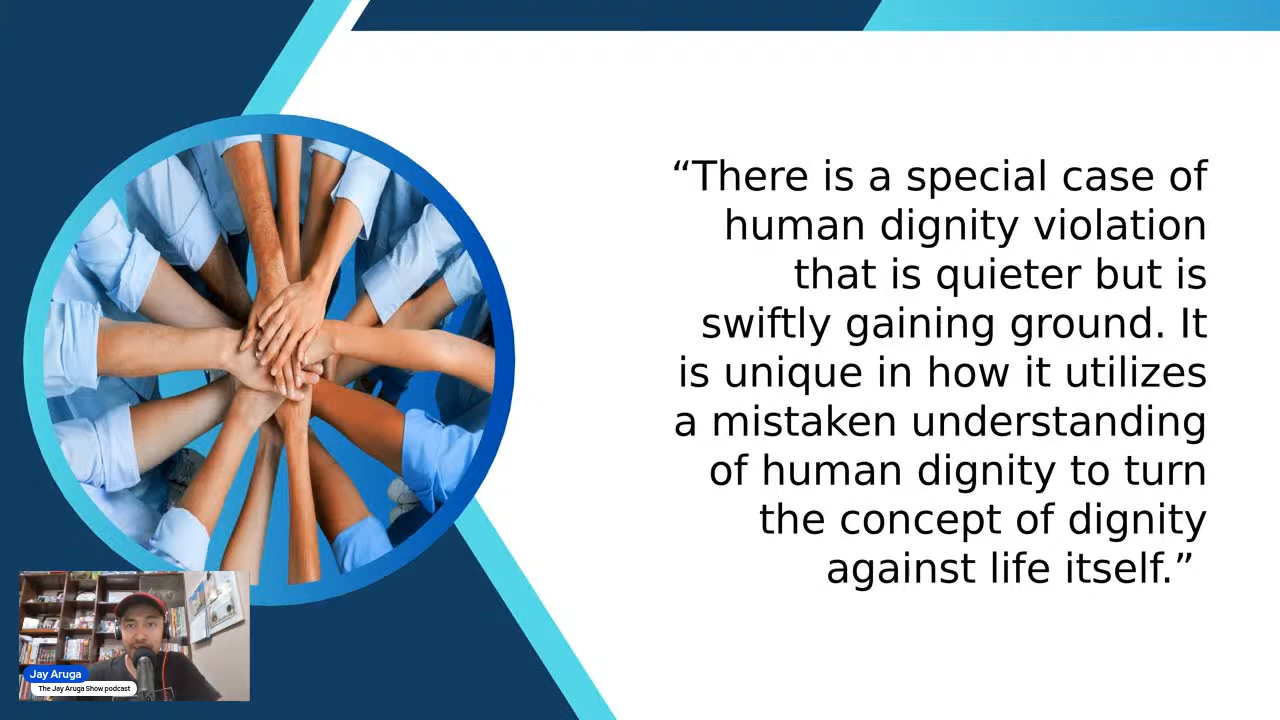 “There is a special case of
human dignity violation
that is quieter but is
swiftly gaining ground. It
is unique in how it utilizes
a mistaken understanding
of human dignity to turn
the concept of dignity
against life itself.”
Jay Aruga
The Jay Aruga Show podcast